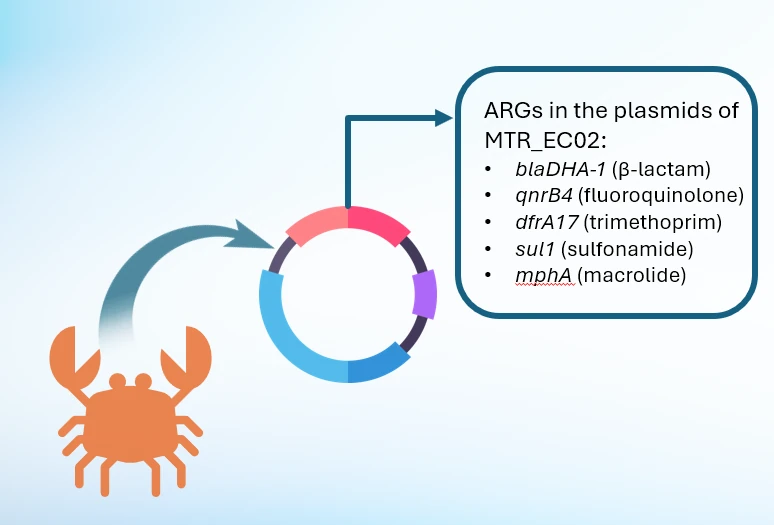 ARGs in the plasmids of
MTR_EC02:
• blaDHA-1 (β-lactam)
• qnrB4 (fluoroquinolone)
• dfrA17 (trimethoprim)
• sul1 (sulfonamide)
• mphA (macrolide)